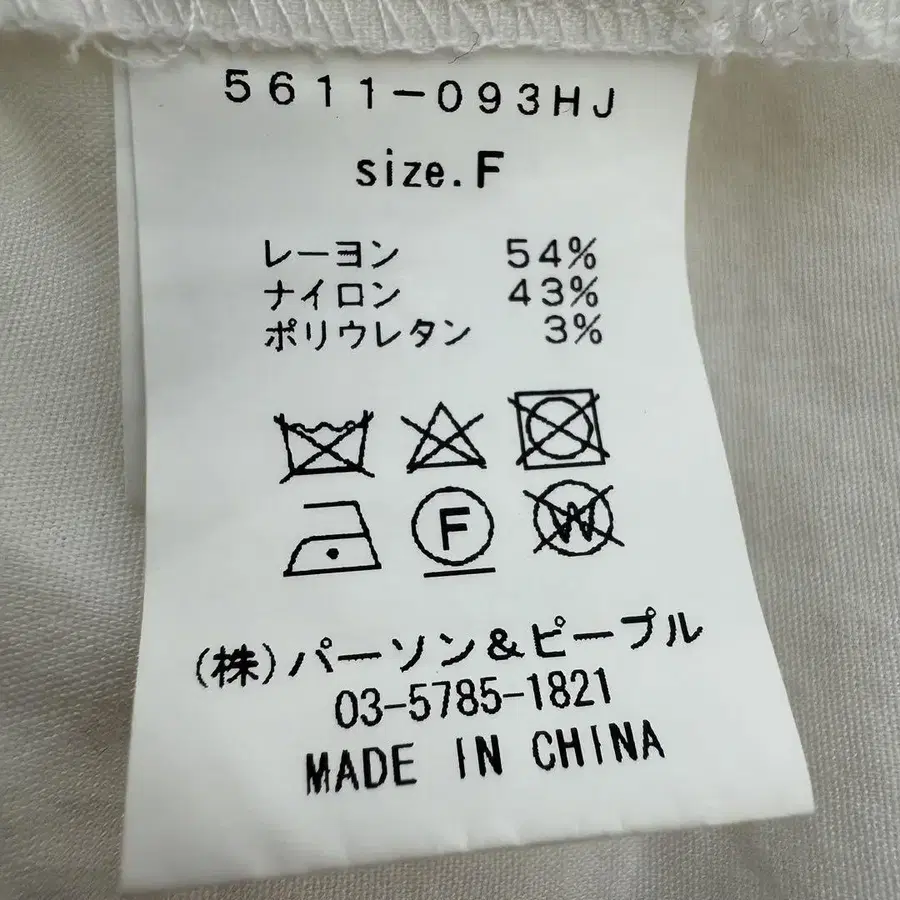 5611-093HJ
size.F
レーヨン 54%
ナイロン 43%
ポリウレタン 3%
F W
(株)パーソン&ピープル
03-5785-1821
MADE IN CHINA